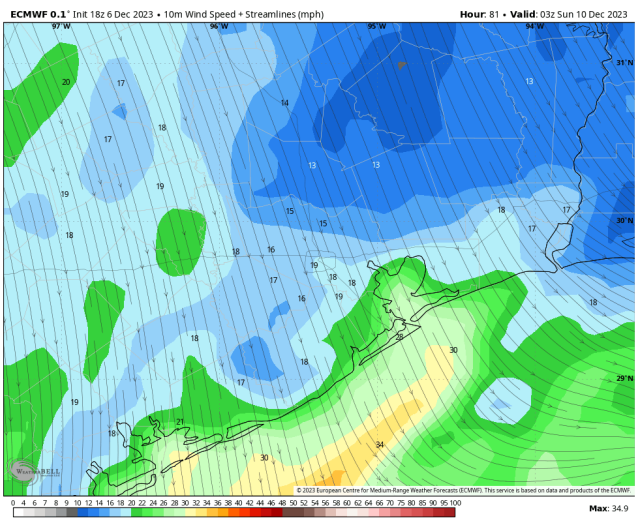 ECMWF 0.1° Init 18z 6 Dec 2023 • 10m Wind Speed + Streamlines (mph) Hour: 81 • Valid: 03z Sun 10 Dec 2023
97°W 96°W 95°W 94°W
31°N
20 17 13
14
18
17
13 13
19 19
15 18 17
30°N
15
18 17
18 16
19
18
17 18
16 19
18
28
18
30
18
29°N
17
19
21
18
34
30
WeatherBELL
© 2023 European Centre for Medium-Range Weather Forecasts (ECMWF). This service is based on data and products of the ECMWF.
0 4 6 7 8 9 10 12 14 16 18 20 22 24 26 28 30 32 34 36 38 40 42 44 46 48 50 52 54 56 58 60 62 64 66 68 70 75 80 85 90 95 100
Max: 34.9